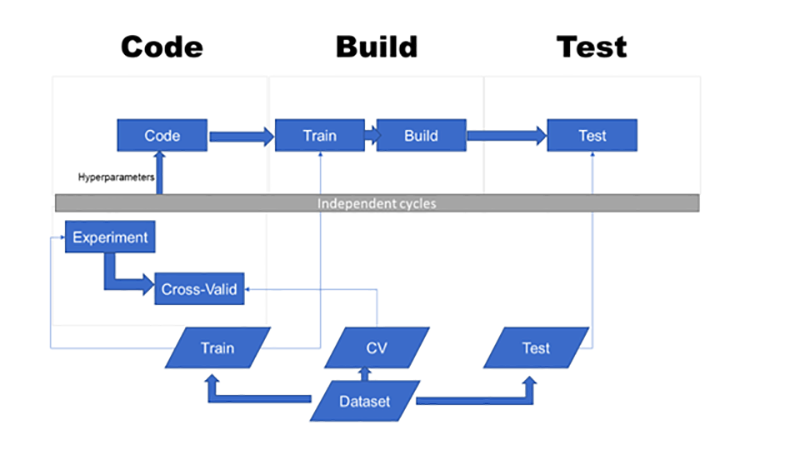 Code
Build
Test
Code
Train
Build
Test
Hyperparameters
Independent cycles
Experiment
Cross-Valid
Train
CV
Test
Dataset